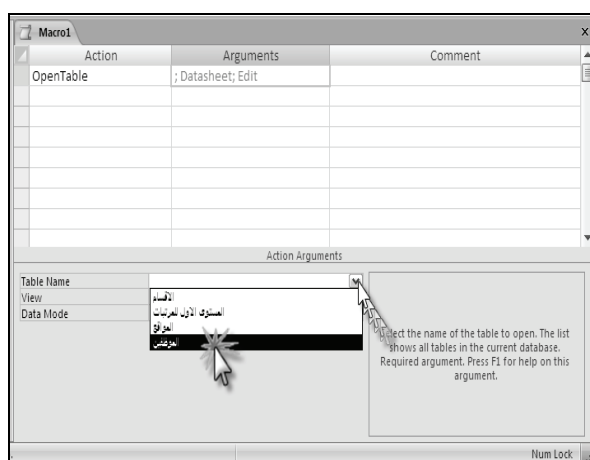 Macro1 x
Action Arguments Comment
OpenTable ; Datasheet; Edit
Action Arguments
Table Name
View
Data Mode
الأقسام
المستوى الاول للمرتبات
المواقع
الموظفين
Select the name of the table to open. The list
shows all tables in the current database.
Required argument. Press F1 for help on this
argument.
Num Lock